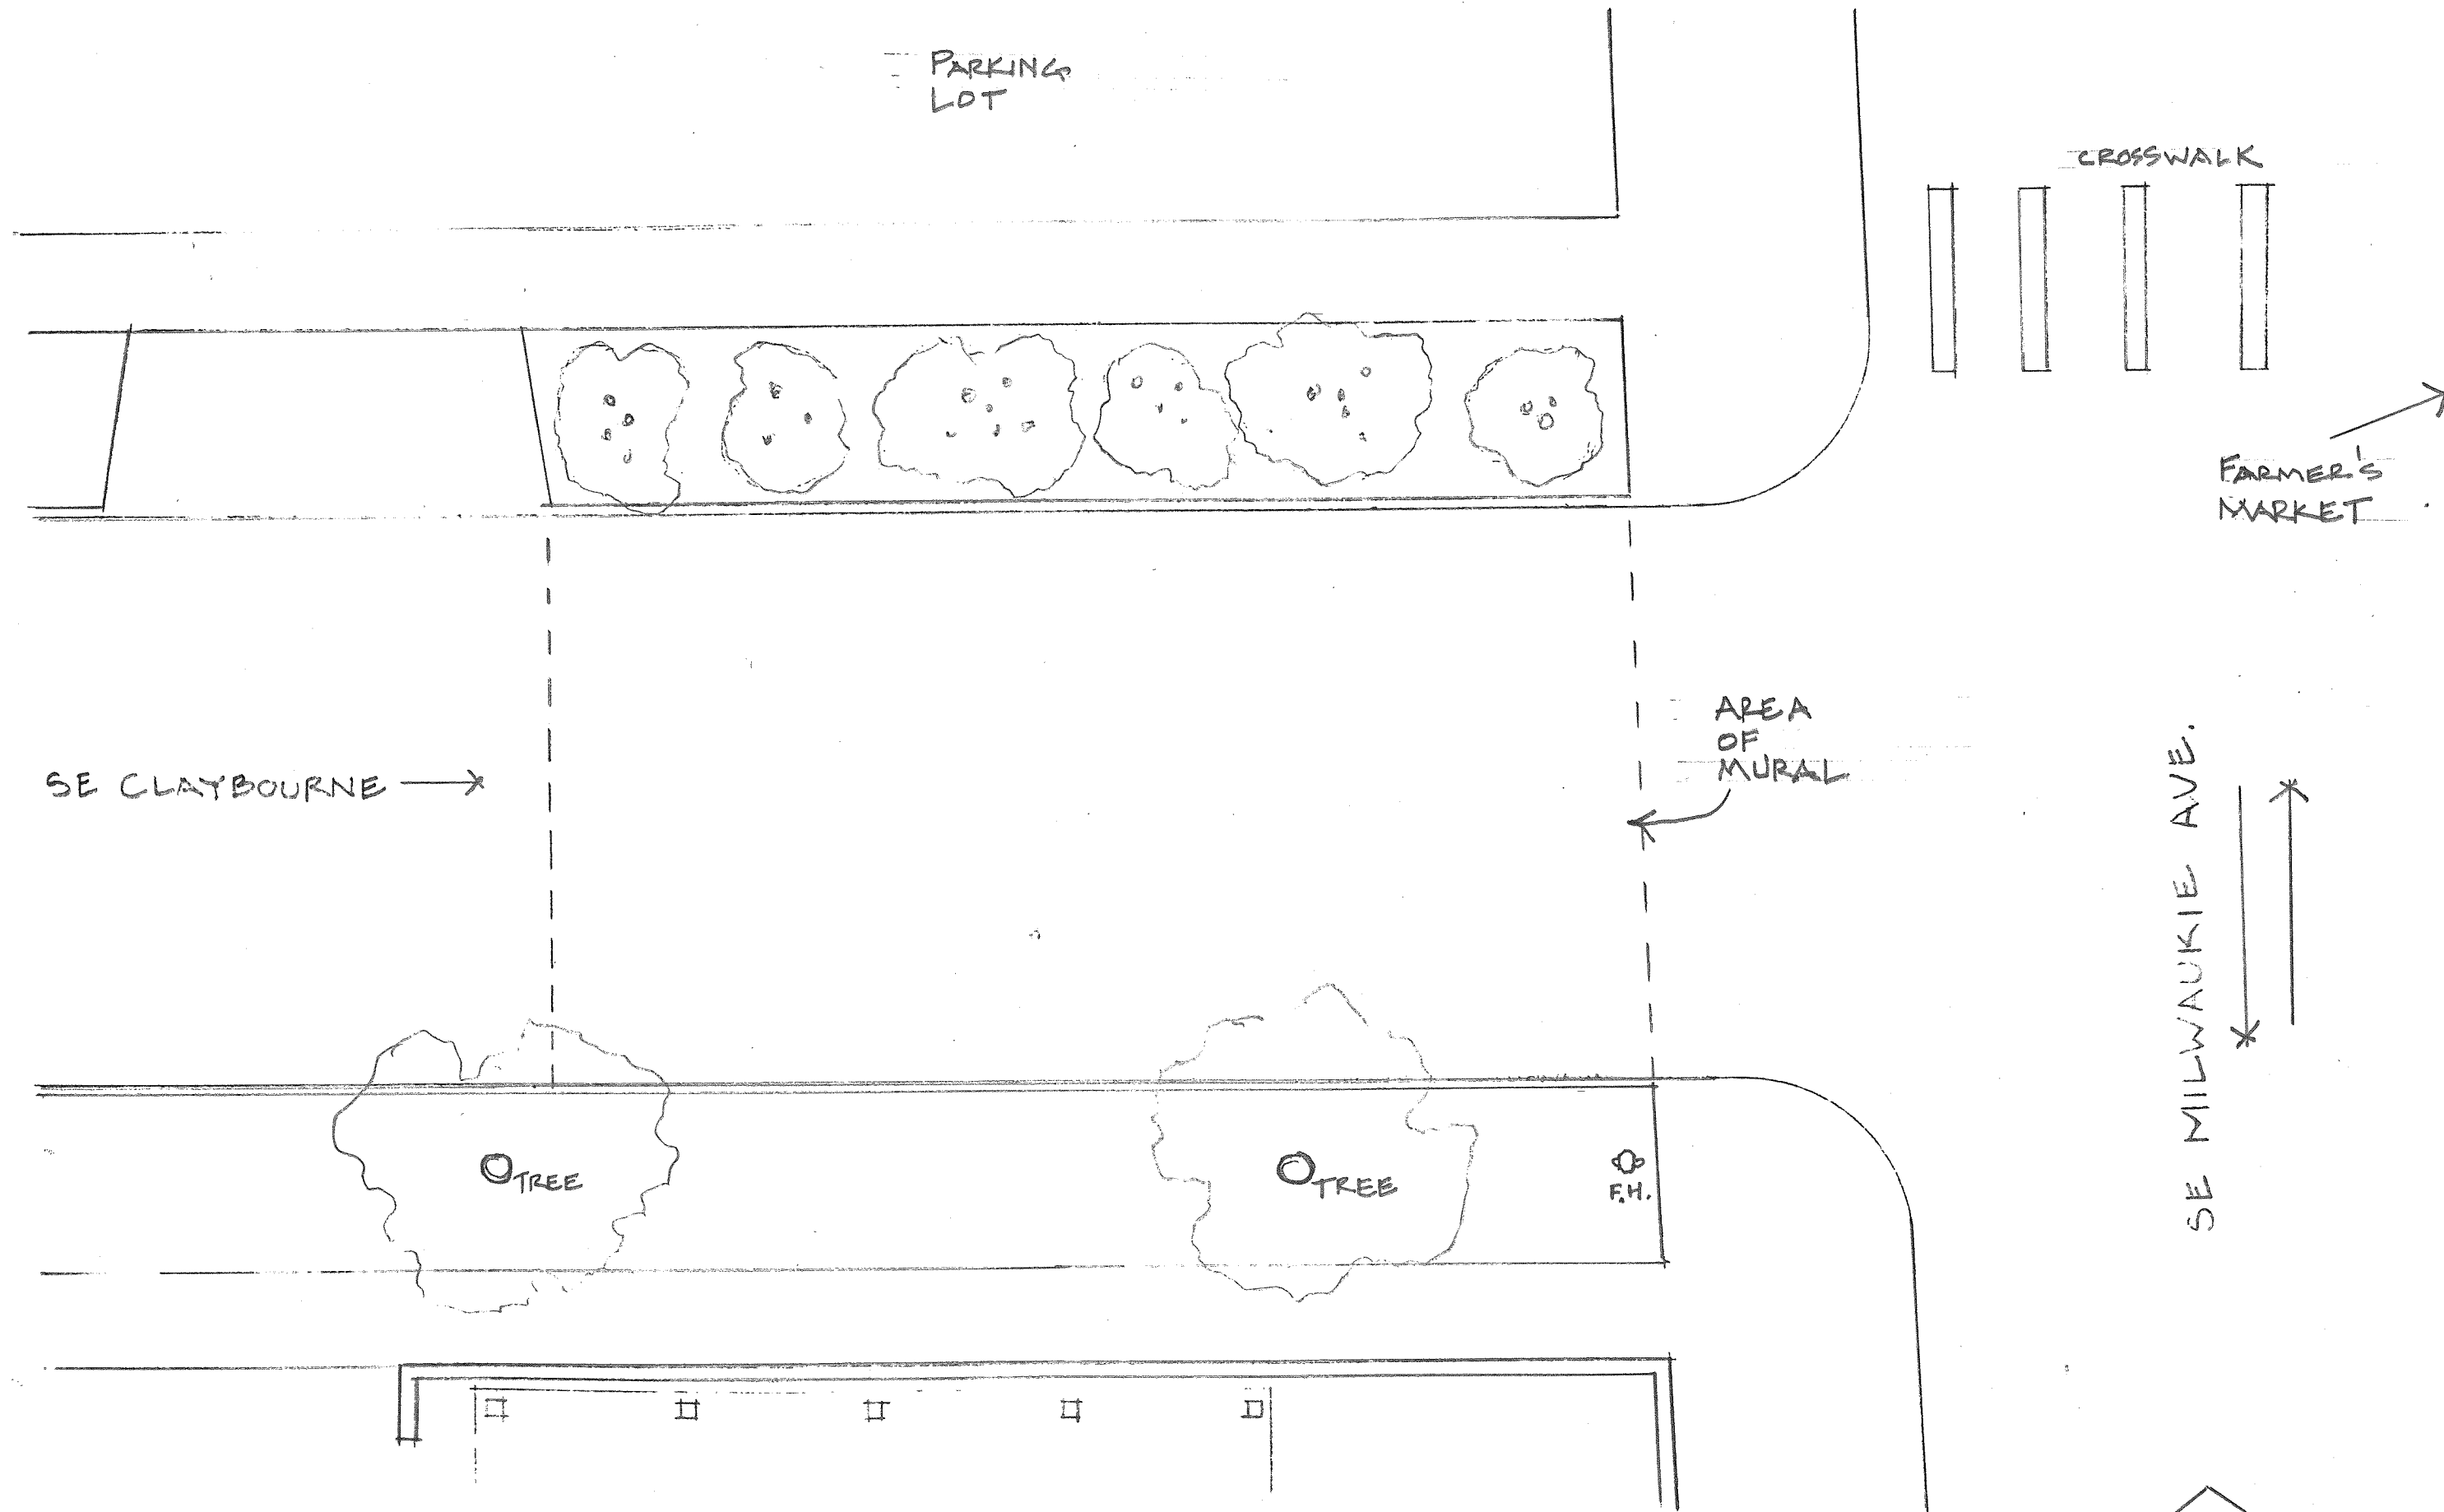 PARKING
LOT
CROSSWALK
FARMER'S
MARKET
AREA
OF
MURAL
SE CLAYBOURNE
SE MILWAUKIE AVE.
TREE
TREE
F.H.